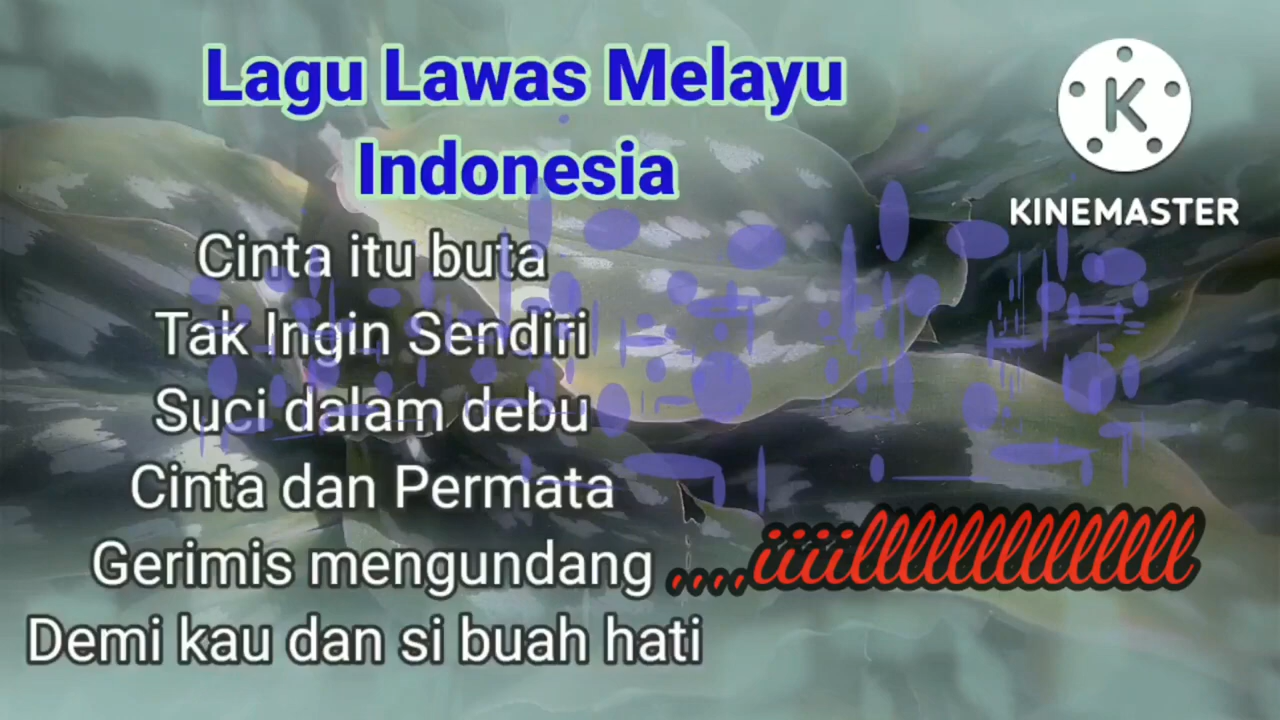 Lagu Lawas Melayu
Indonesia
K
KINEMASTER
Cinta itu buta
Tak Ingin Sendiri
Suci dalam debu
Cinta dan Permata
Gerimis mengundang
,,,,iiiilllllllllllllll
Demi kau dan si buah hati